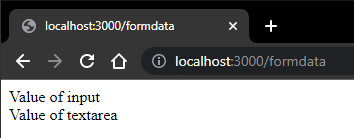 localhost:3000/formdata
localhost:3000/formdata
Value of input
Value of textarea